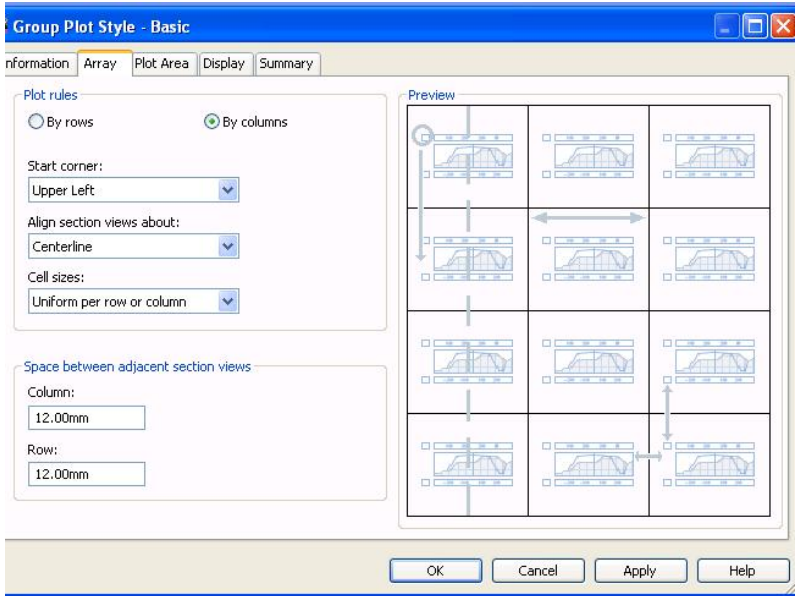 Group Plot Style - Basic
nformation Array Plot Area Display Summary
Plot rules
By rows By columns
Start corner:
Upper Left
Align section views about:
Centerline
Cell sizes:
Uniform per row or column
Space between adjacent section views
Column:
12.00mm
Row:
12.00mm
Preview
OK Cancel Apply Help